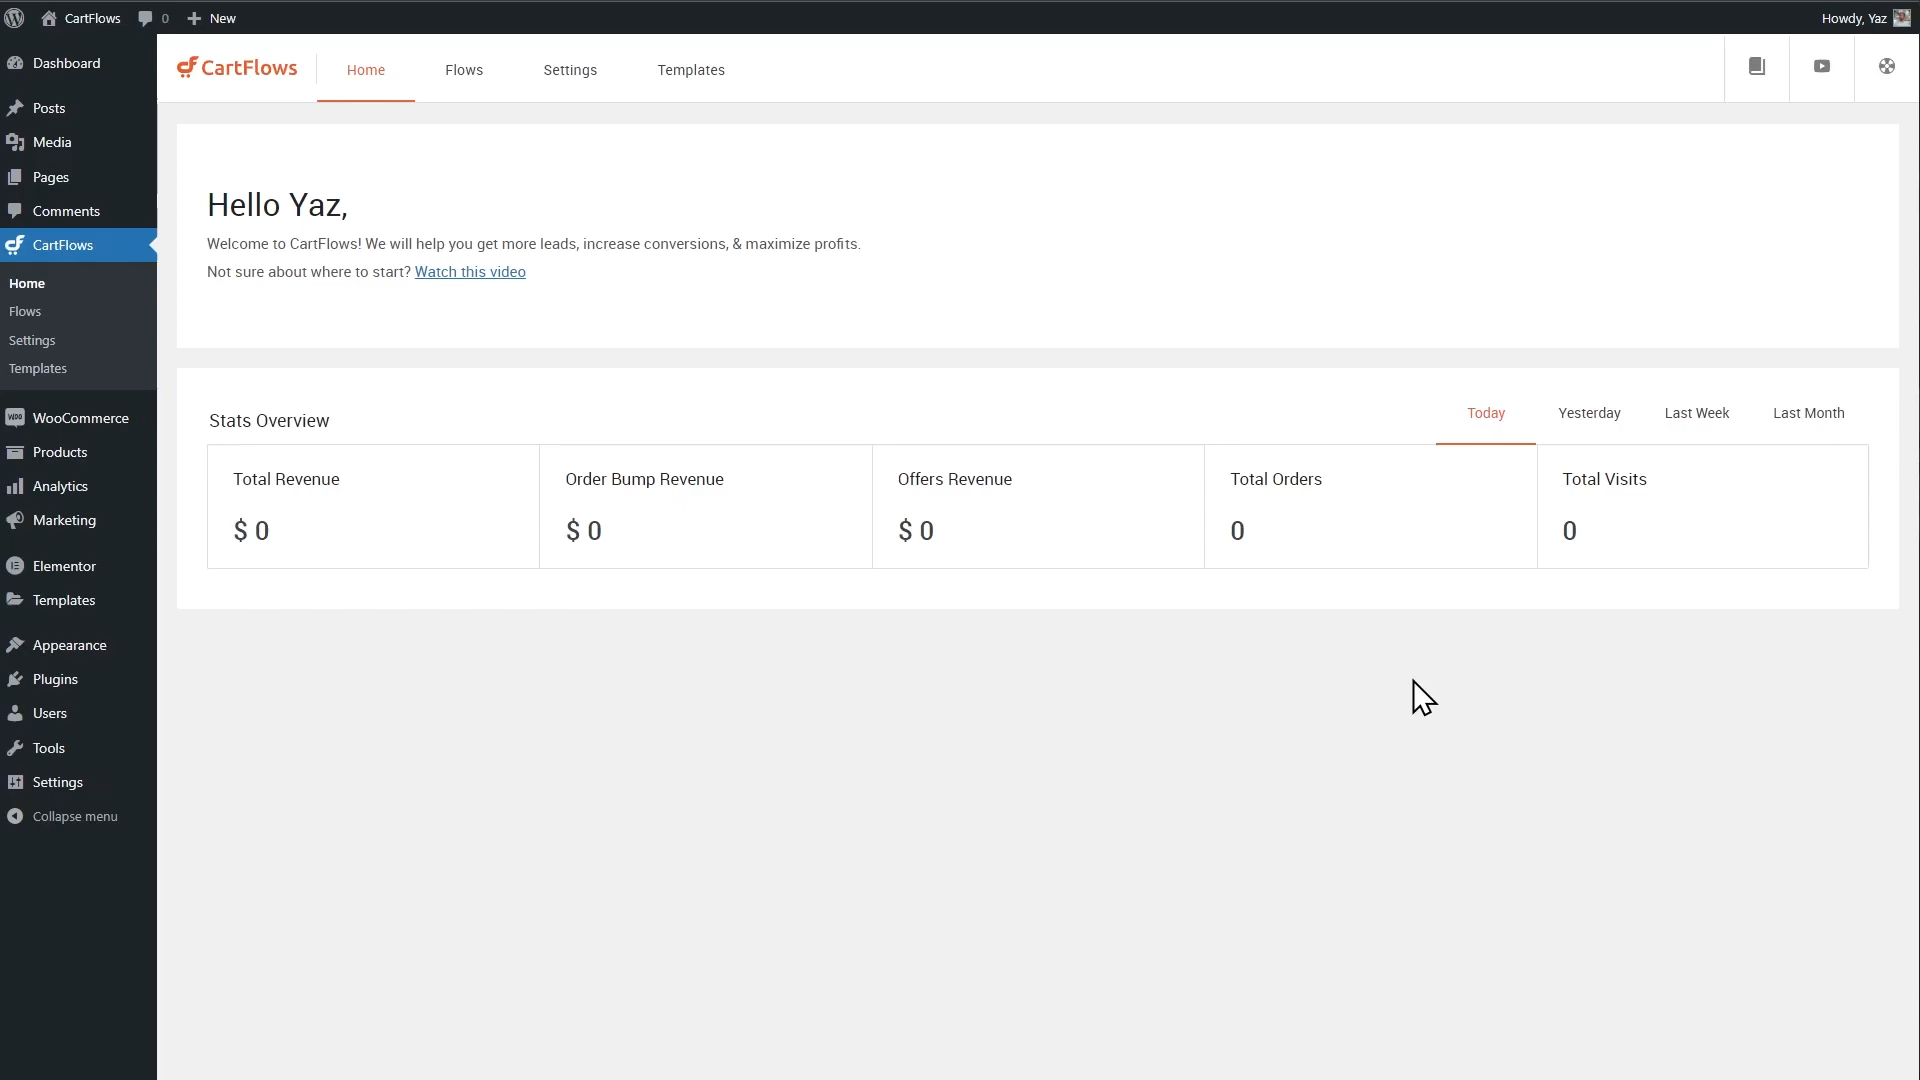 CartFlows
0
New
Howdy, Yaz
Dashboard
Posts
Media
Pages
Comments
CartFlows
Home
Flows
Settings
Templates
WooCommerce
Products
Analytics
Marketing
Elementor
Templates
Appearance
Plugins
Users
Tools
Settings
Collapse menu
CartFlows
Home
Flows
Settings
Templates
Hello Yaz,
Welcome to CartFlows! We will help you get more leads, increase conversions, & maximize profits.
Not sure about where to start? Watch this video
Stats Overview
Today
Yesterday
Last Week
Last Month
Total Revenue
$ 0
Order Bump Revenue
$ 0
Offers Revenue
$ 0
Total Orders
0
Total Visits
0